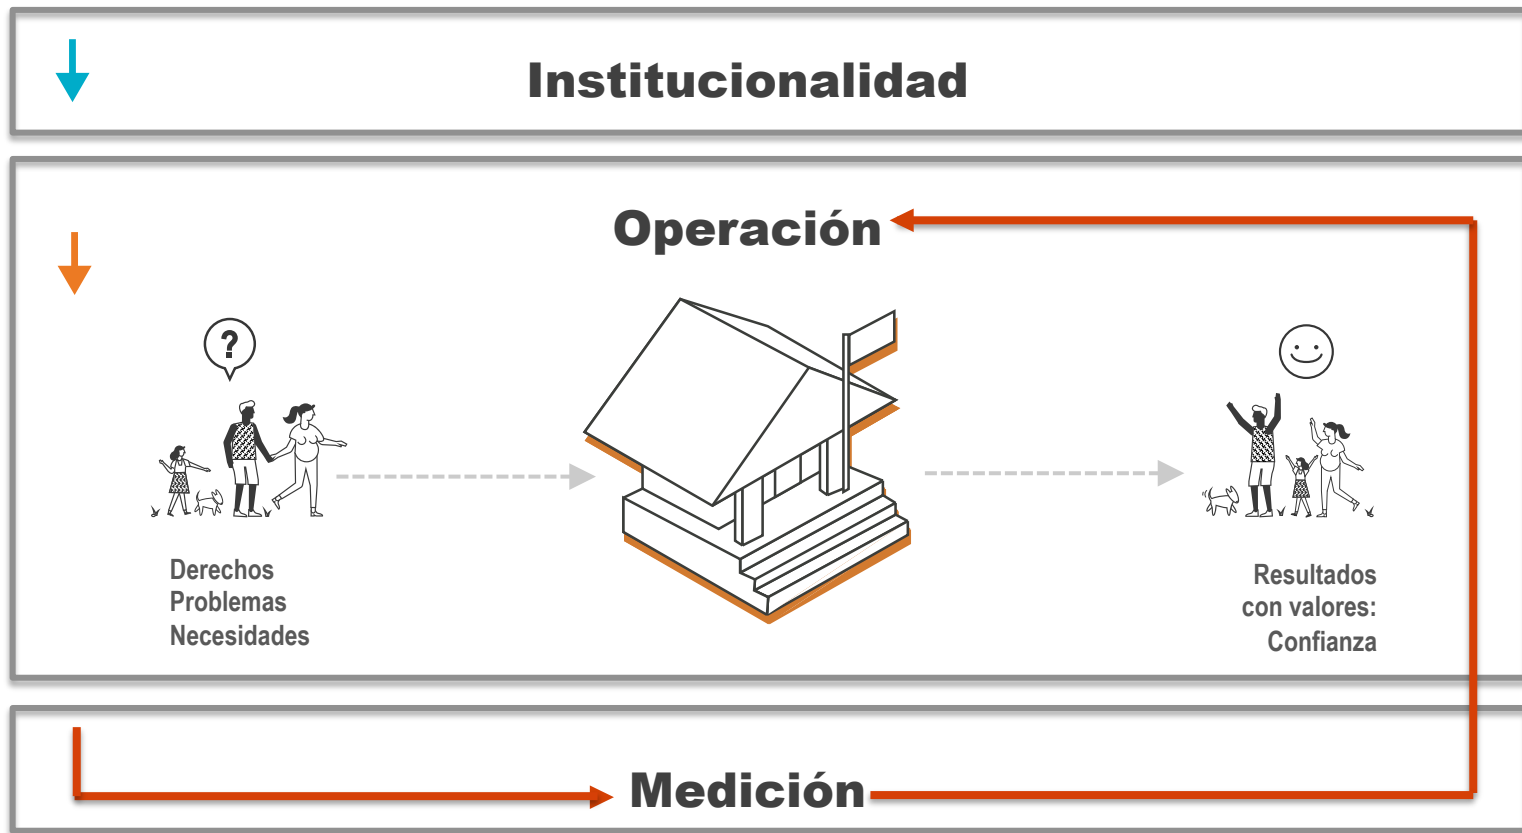 Institucionalidad
Operación
?
Derechos
Problemas
Necesidades
Resultados
con valores:
Confianza
Medición